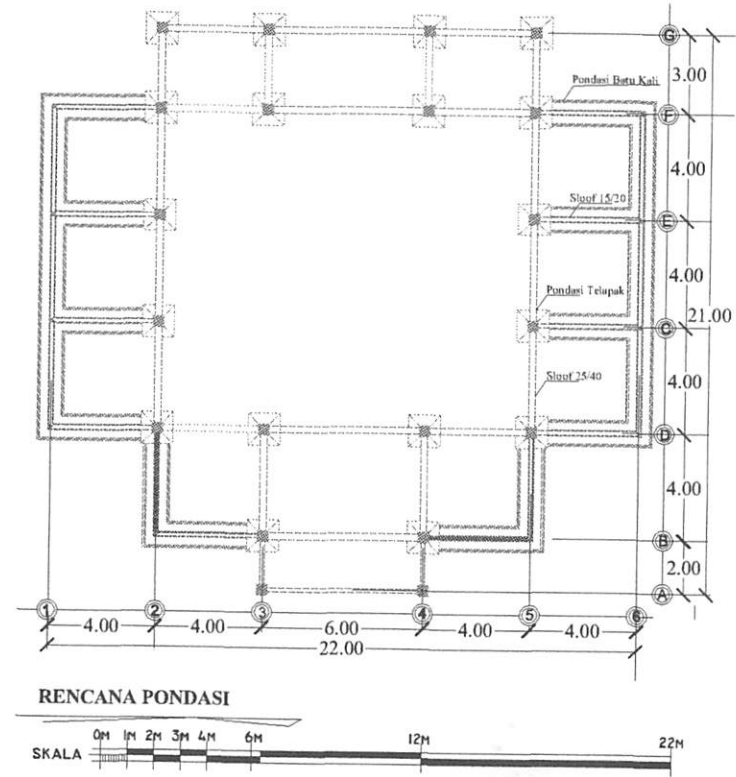 G
3.00
Pondasi Batu Kali
F
4.00
Sloof 15/20
E
4.00
Pondasi Telapak
21.00
C
4.00
Sloof 25/40
D
4.00
B
2.00
A
1 2 3 4 5 6
4.00 4.00 6.00 4.00 4.00
22.00
RENCANA PONDASI
0M 1M 2M 3M 4M 6M 12M 22M
SKALA